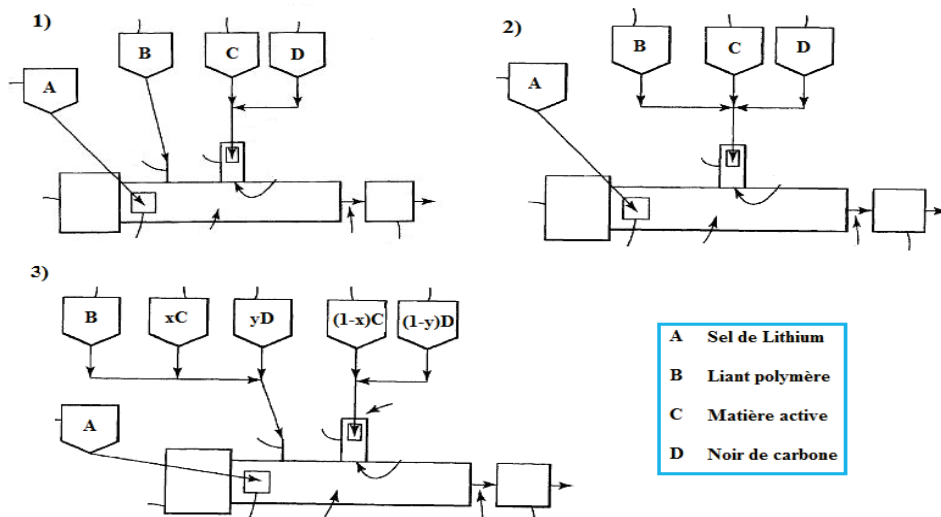 1)
B
C
D
A
2)
B
C
D
A
3)
B
xC
yD
(1-x)C
(1-y)D
A
A Sel de Lithium
B Liant polymère
C Matière active
D Noir de carbone